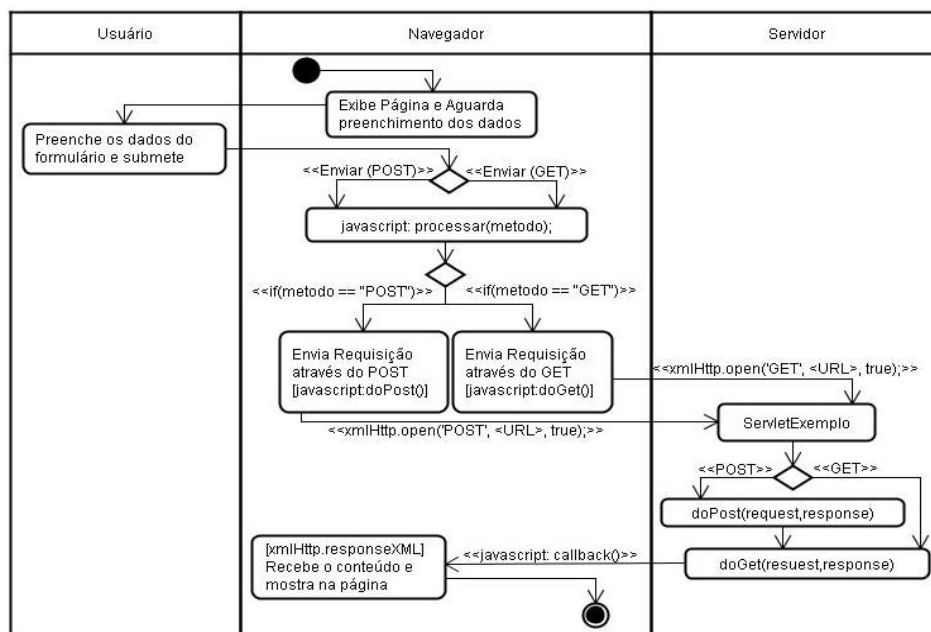 Usuário
Navegador
Servidor
Exibe Página e Aguarda
preenchimento dos dados
Preenche os dados do
formulário e submete
<<Enviar (POST)>>
<<Enviar (GET)>>
javascript: processar(metodo);
<<if(metodo == "POST")>>
<<if(metodo == "GET")>>
Envia Requisição
através do POST
[javascript:doPost()]
Envia Requisição
através do GET
[javascript:doGet()]
<<xmlHttp.open('GET', <URL>, true);>>
<<xmlHttp.open('POST', <URL>, true);>>
ServletExemplo
<<POST>>
<<GET>>
doPost(request,response)
doGet(resuest,response)
<<javascript: callback()>>
[xmlHttp.responseXML]
Recebe o conteúdo e
mostra na página